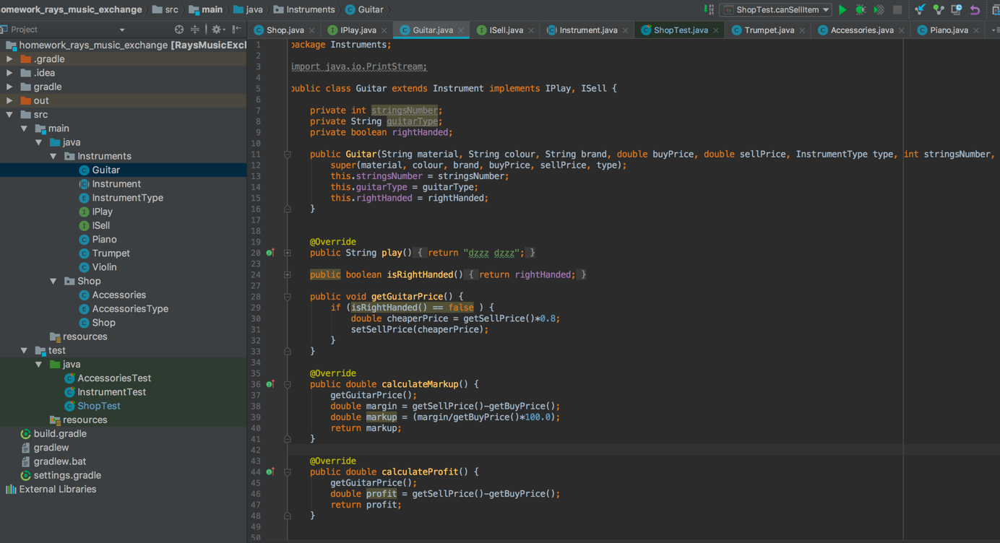 homework_rays_music_exchange src main java Instruments Guitar ShopTest.canSellItem
Project Shop.java IPlay.java Guitar.java ISell.java Instrument.java ShopTest.java Trumpet.java Accessories.java Piano.java
homework_rays_music_exchange [RaysMusicExcl
.gradle
.idea
gradle
out
src
main
java
Instruments
Guitar
Instrument
InstrumentType
IPlay
ISell
Piano
Trumpet
Violin
Shop
Accessories
AccessoriesType
Shop
resources
test
java
AccessoriesTest
InstrumentTest
ShopTest
resources
build.gradle
gradlew
gradlew.bat
settings.gradle
External Libraries
1 package Instruments;
2
3 import java.io.PrintStream;
4
5 public class Guitar extends Instrument implements IPlay, ISell {
6
7 private int stringsNumber;
8 private String guitarType;
9 private boolean rightHanded;
10
11 public Guitar(String material, String colour, String brand, double buyPrice, double sellPrice, InstrumentType type, int stringsNumber,
12 super(material, colour, brand, buyPrice, sellPrice, type);
13 this.stringsNumber = stringsNumber;
14 this.guitarType = guitarType;
15 this.rightHanded = rightHanded;
16 }
17
18
19 @Override
20 public String play() { return "dzzz dzzz"; }
23
24 public boolean isRightHanded() { return rightHanded; }
27
28 public void getGuitarPrice() {
29 if (isRightHanded() == false ) {
30 double cheaperPrice = getSellPrice()*0.8;
31 setSellPrice(cheaperPrice);
32 }
33 }
34
35 @Override
36 public double calculateMarkup() {
37 getGuitarPrice();
38 double margin = getSellPrice()-getBuyPrice();
39 double markup = (margin/getBuyPrice()*100.0);
40 return markup;
41 }
42
43 @Override
44 public double calculateProfit() {
45 getGuitarPrice();
46 double profit = getSellPrice()-getBuyPrice();
47 return profit;
48 }
49
50